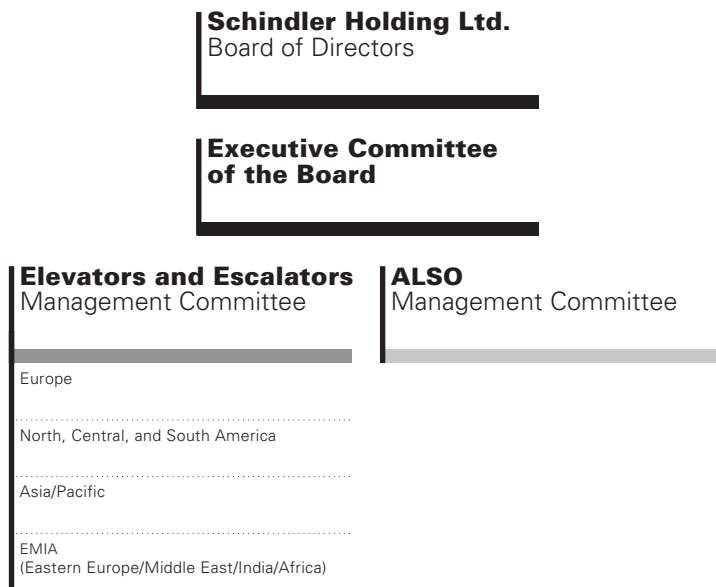 Schindler Holding Ltd.
Board of Directors
Executive Committee
of the Board
Elevators and Escalators
Management Committee
ALSO
Management Committee
Europe
North, Central, and South America
Asia/Pacific
EMIA
(Eastern Europe/Middle East/India/Africa)